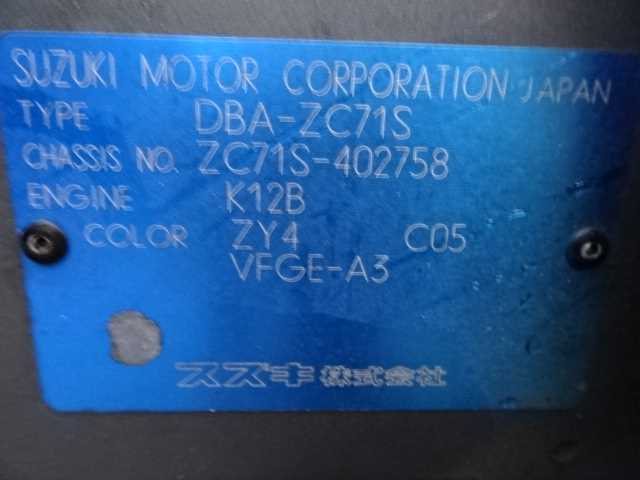 SUZUKI MOTOR CORPORATION JAPAN
TYPE DBA-ZC71S
CHASSIS NO. ZC71S-402758
ENGINE K12B
COLOR ZY4 C05
VFGE-A3
スズキ株式会社